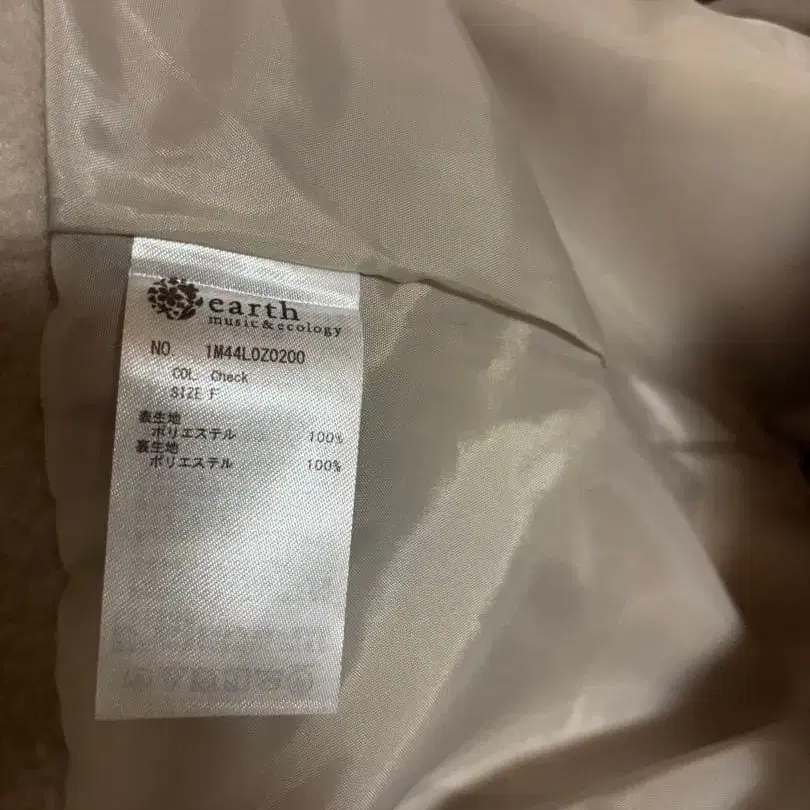 earth
music & ecology
NO. 1M44L0Z0200
COL Check
SIZE F
表生地
ポリエステル 100%
裏生地
ポリエステル 100%